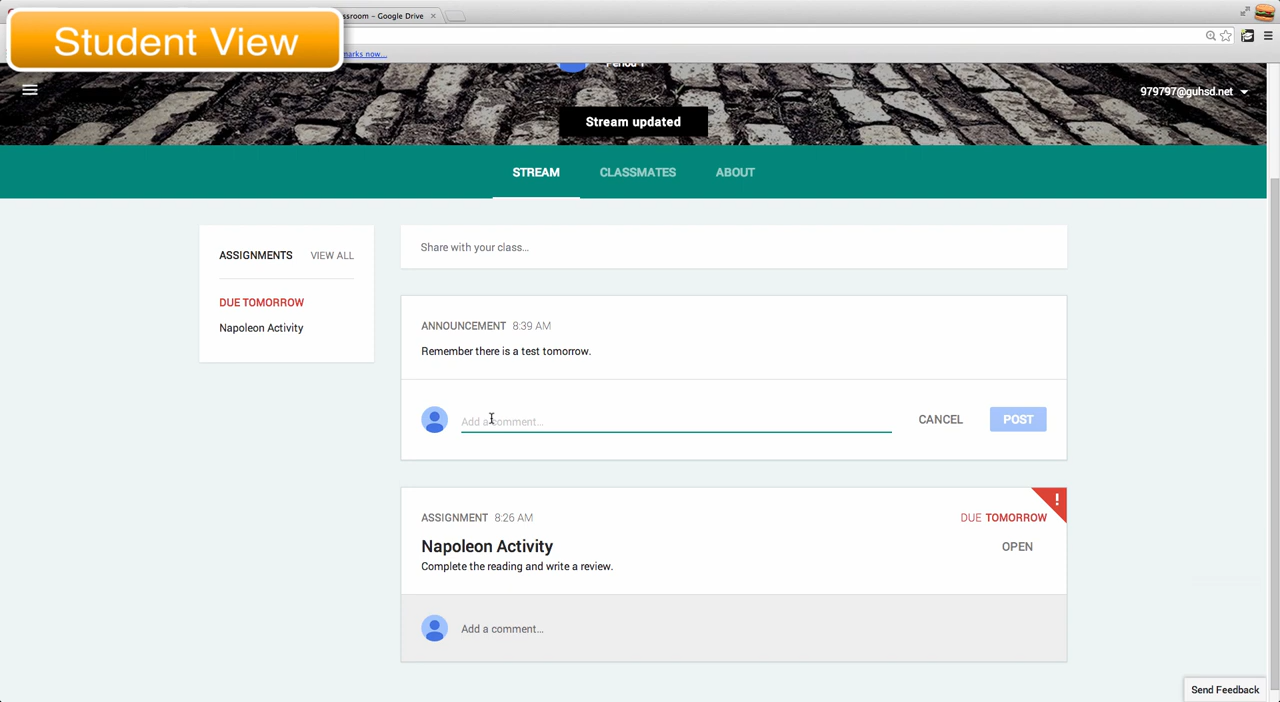 ssroom – Google Drive
Student View
marks now...
979797@guhsd.net
Stream updated
STREAM CLASSMATES ABOUT
ASSIGNMENTS VIEW ALL
DUE TOMORROW
Napoleon Activity
Share with your class...
ANNOUNCEMENT 8:39 AM
Remember there is a test tomorrow.
Add a comment...
CANCEL POST
ASSIGNMENT 8:26 AM
DUE TOMORROW
Napoleon Activity
OPEN
Complete the reading and write a review.
Add a comment...
Send Feedback